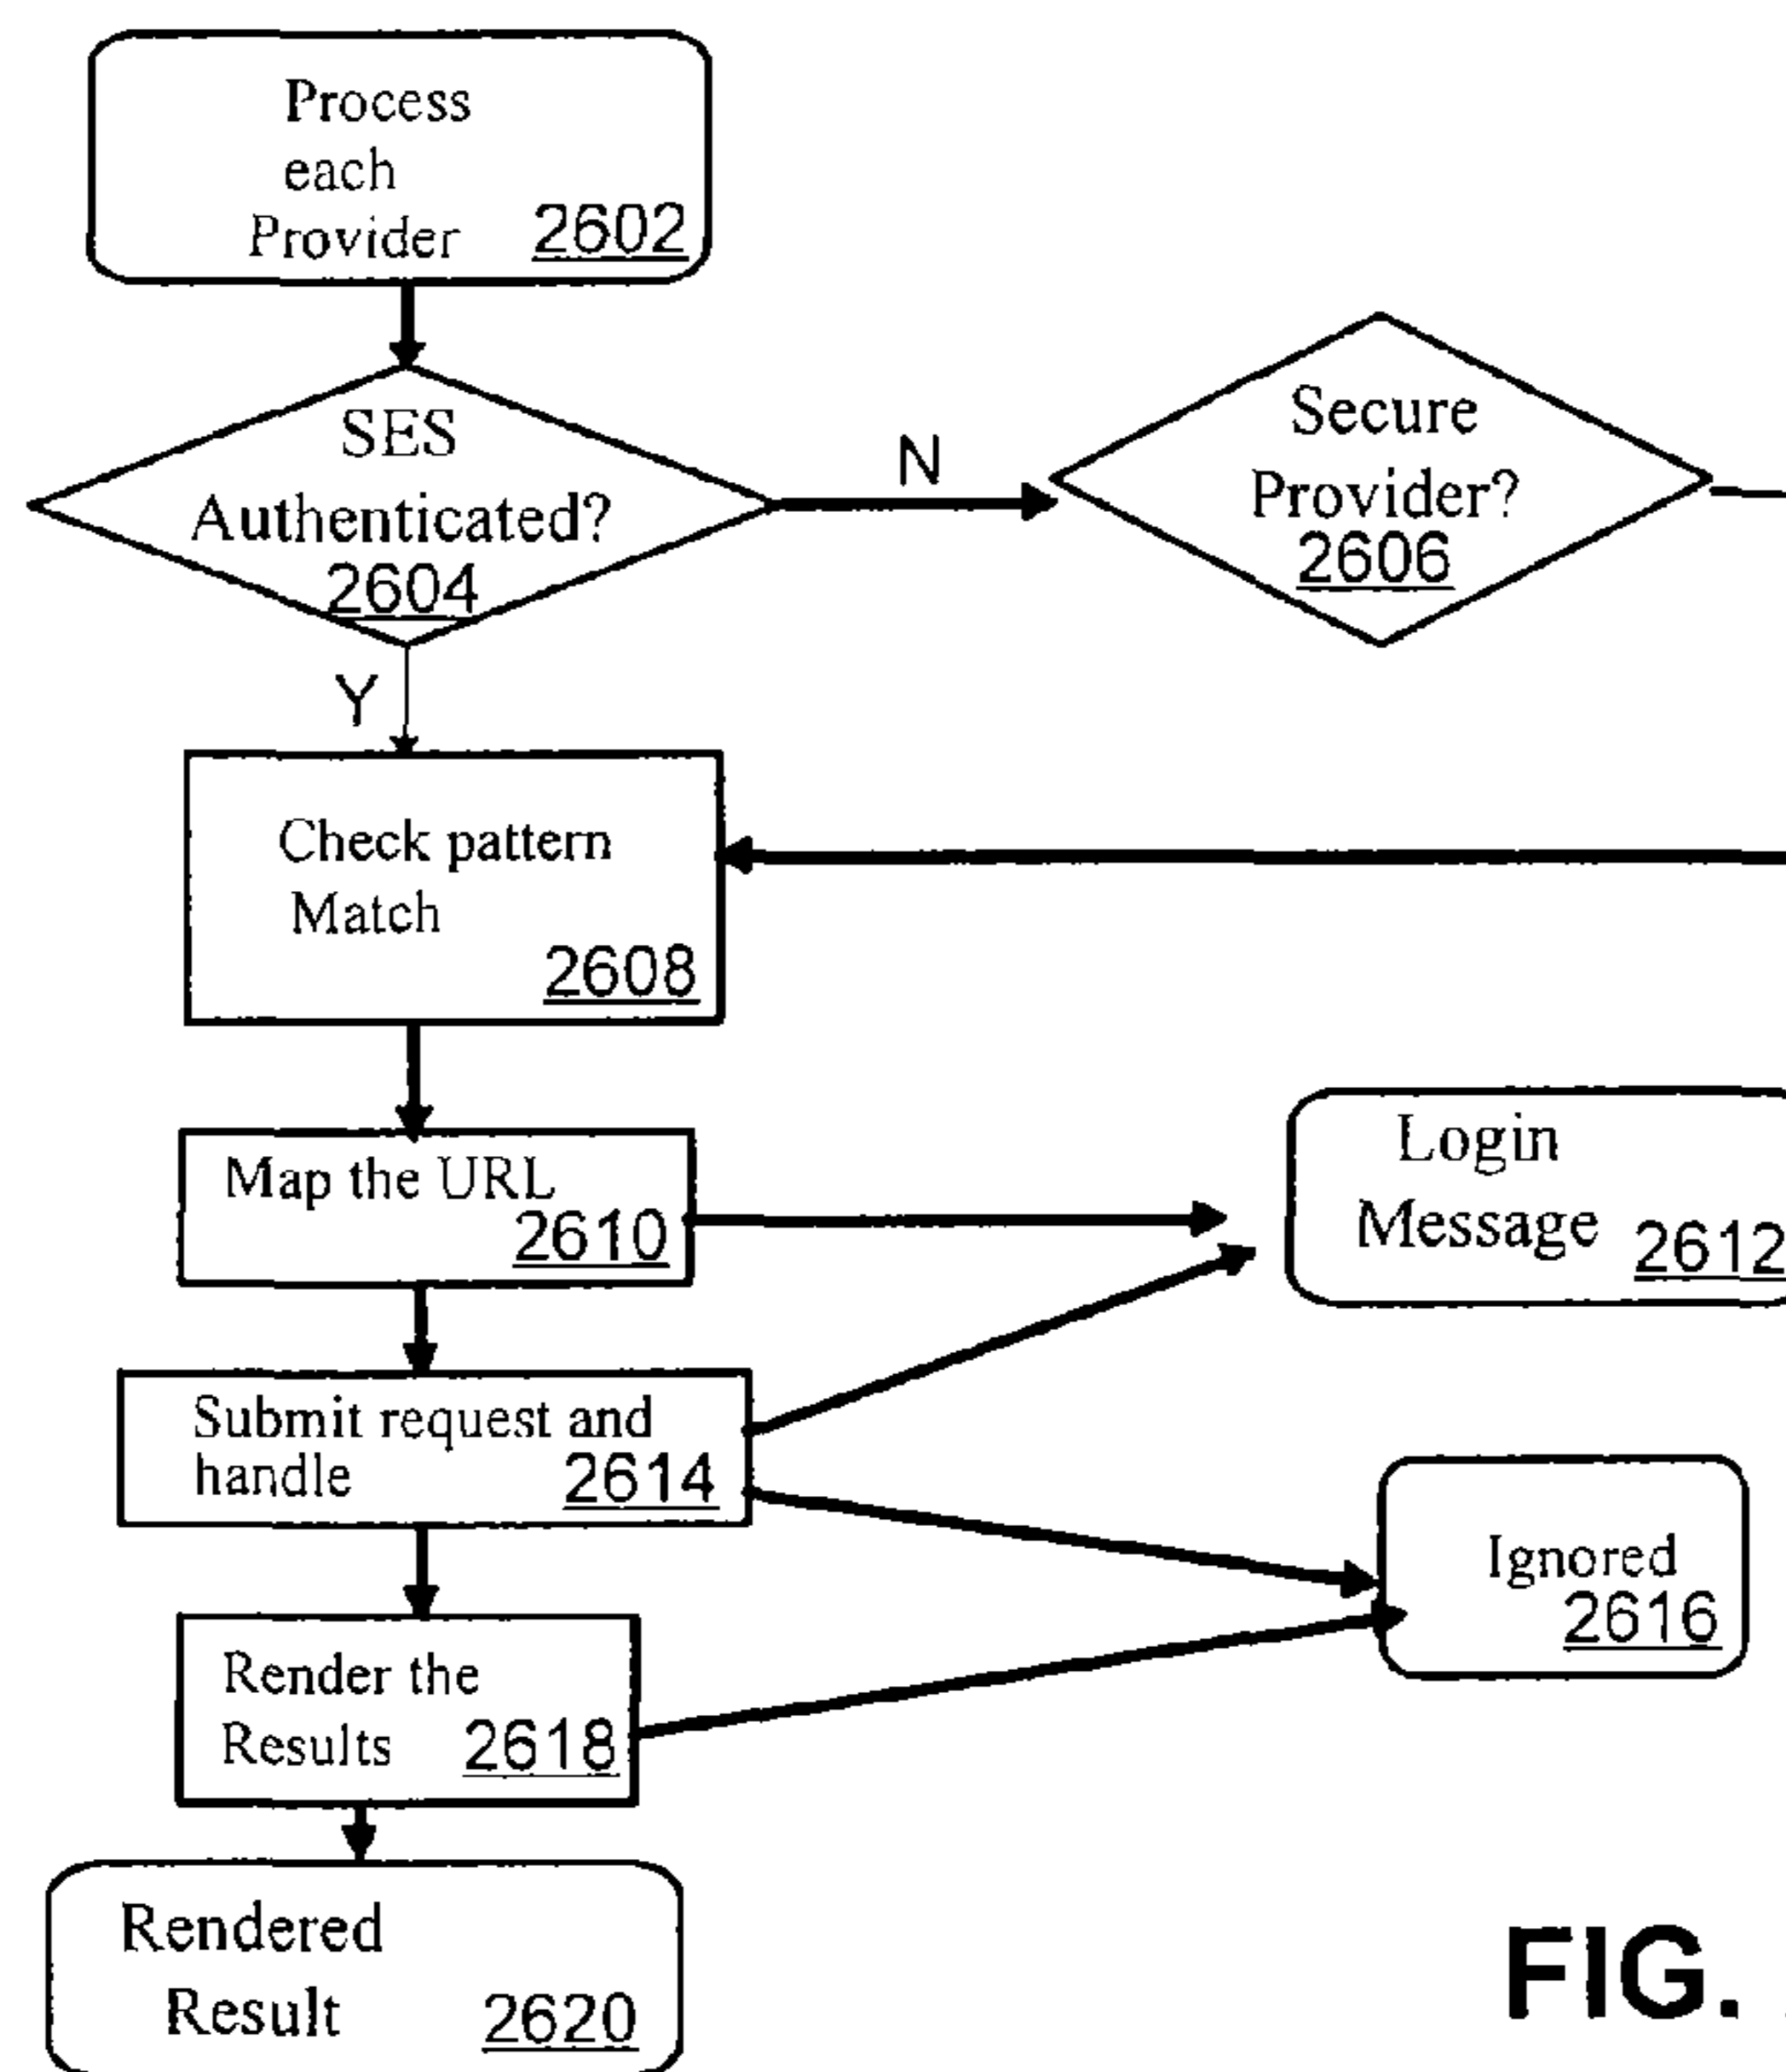 Process
each
Provider 2602
SES
Authenticated?
2604
N
Secure
Provider?
2606
Y
Check pattern
Match
2608
Map the URL
2610
Login
Message 2612
Submit request and
handle 2614
Ignored
2616
Render the
Results 2618
Rendered
Result 2620
FIG.